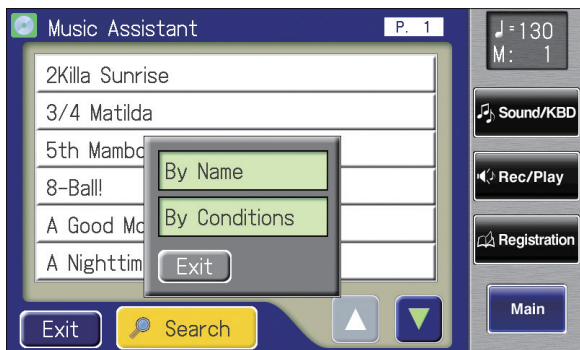 Music Assistant
P. 1
♩=130
M: 1
2Killa Sunrise
3/4 Matilda
5th Mambo
8-Ball!
A Good Mo
A Nighttim
By Name
By Conditions
Exit
Sound/KBD
Rec/Play
Registration
Main
Exit
Search